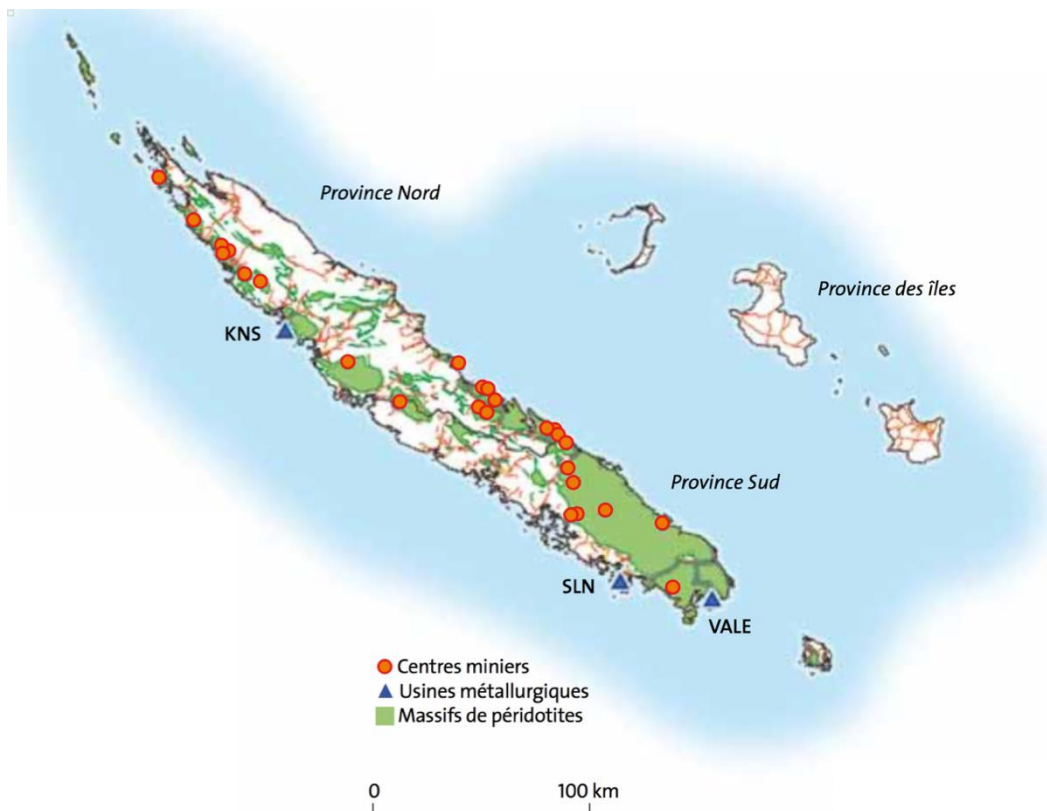 Province Nord
Province des îles
KNS
Province Sud
SLN
VALE
Centres miniers
Usines métallurgiques
Massifs de péridotites
0 100 km